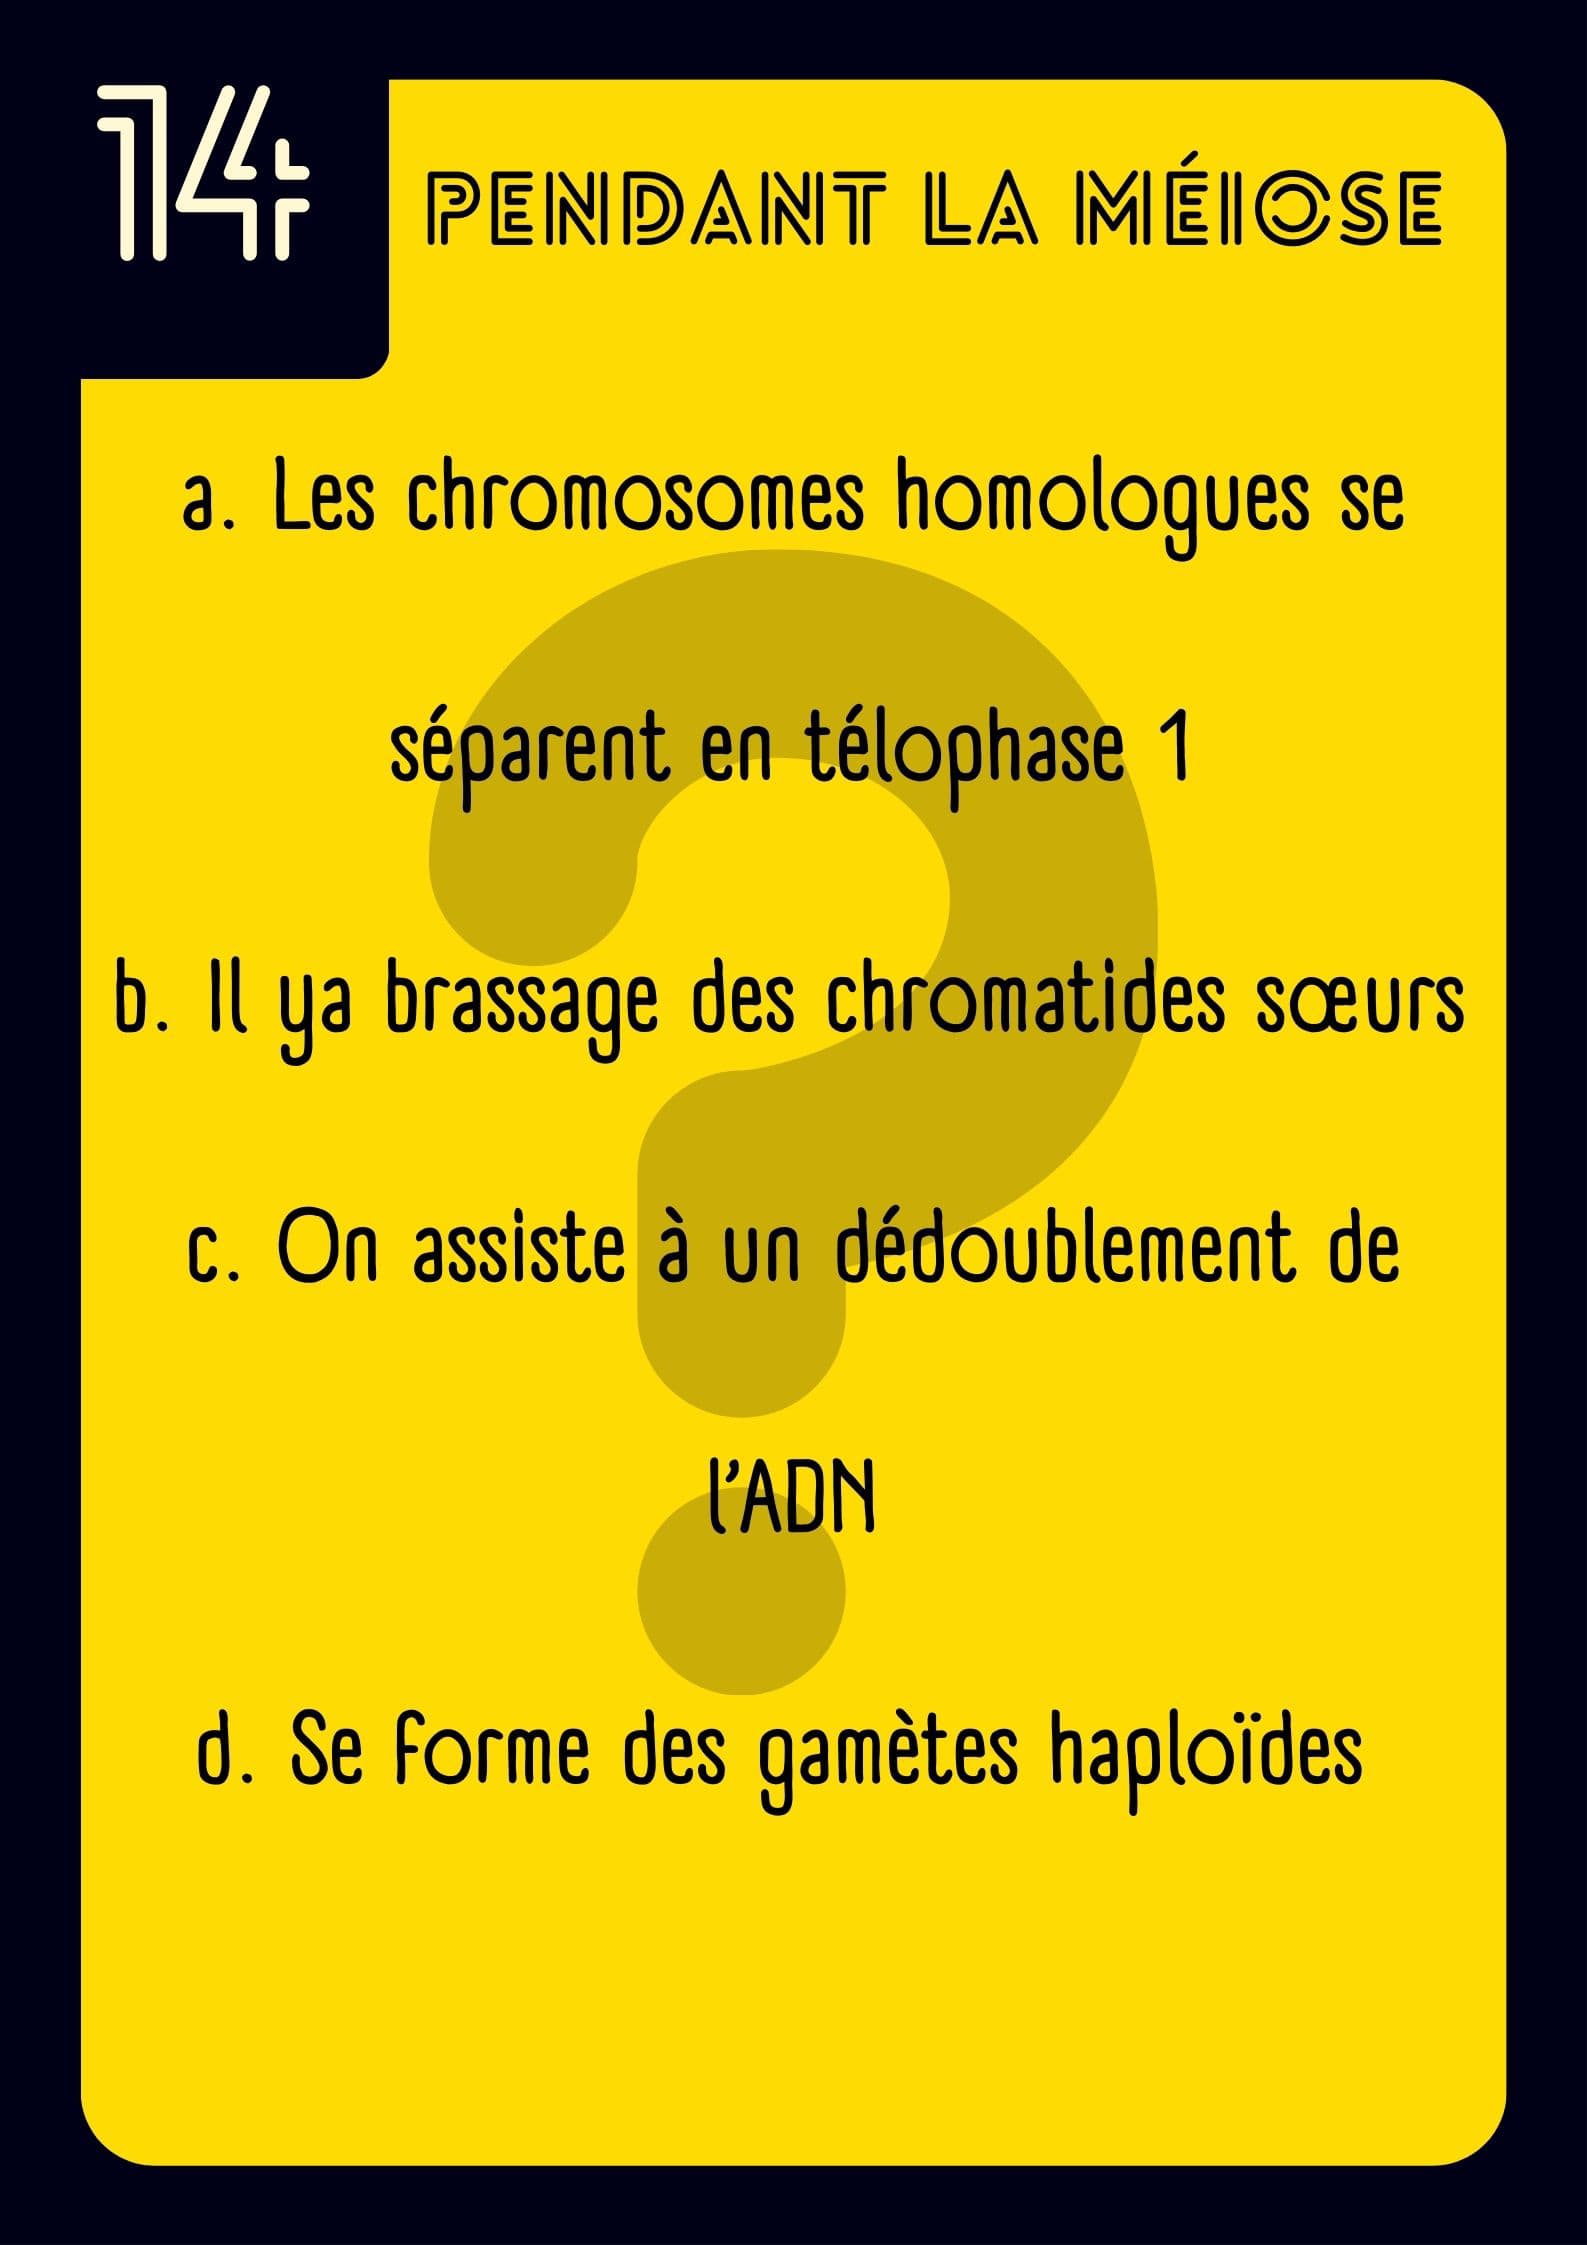 14
PENDANT LA MÉIOSE
a. Les chromosomes homologues se
séparent en télophase 1
b. Il ya brassage des chromatides sœurs
c. On assiste à un dédoublement de
l'ADN
d. Se forme des gamètes haploïdes